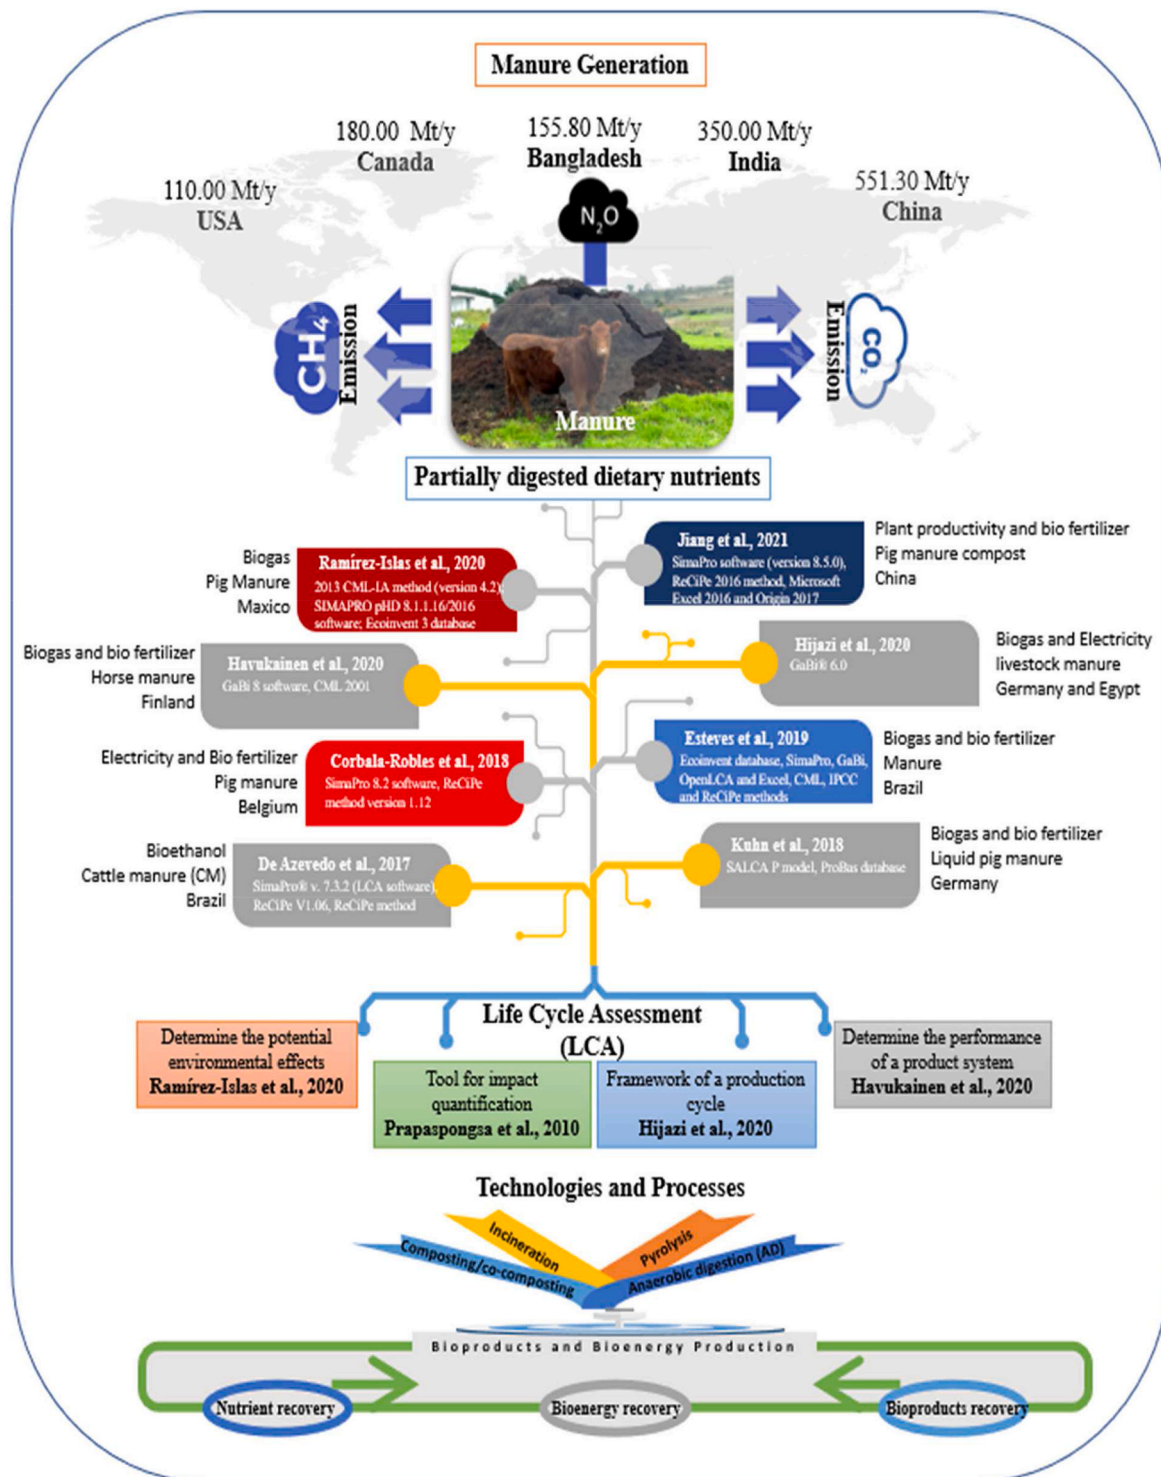 Manure Generation
180.00 Mt/y
Canada
155.80 Mt/y
Bangladesh
350.00 Mt/y
India
110.00 Mt/y
USA
551.30 Mt/y
China
N₂O
CH₄
Emission
Emission
CO₂
Manure
Partially digested dietary nutrients
Biogas
Pig Manure
Maxico
Ramírez-Islas et al., 2020
2013 CML-IA method (version 4.2),
SIMAPRO pHD 8.1.1.16/2016
software; Ecoinvent 3 database
Jiang et al., 2021
SimaPro software (version 8.5.0),
ReCiPe 2016 method, Microsoft
Excel 2016 and Origin 2017
Plant productivity and bio fertilizer
Pig manure compost
China
Biogas and bio fertilizer
Horse manure
Finland
Havukainen et al., 2020
GaBi 8 software, CML 2001
Hijazi et al., 2020
GaBi® 6.0
Biogas and Electricity
livestock manure
Germany and Egypt
Electricity and Bio fertilizer
Pig manure
Belgium
Corbala-Robles et al., 2018
SimaPro 8.2 software, ReCiPe
method version 1.12
Esteves et al., 2019
Ecoinvent database, SimaPro, GaBi,
OpenLCA and Excel, CML, IPCC
and ReCiPe methods
Biogas and bio fertilizer
Manure
Brazil
Bioethanol
Cattle manure (CM)
Brazil
De Azevedo et al., 2017
SimaPro® v. 7.3.2 (LCA software),
ReCiPe V1.06, ReCiPe method
Kuhn et al., 2018
SALCA P model, ProBas database
Biogas and bio fertilizer
Liquid pig manure
Germany
Life Cycle Assessment
(LCA)
Determine the potential
environmental effects
Ramírez-Islas et al., 2020
Tool for impact
quantification
Prapaspongsa et al., 2010
Framework of a production
cycle
Hijazi et al., 2020
Determine the performance
of a product system
Havukainen et al., 2020
Technologies and Processes
Composting/co-composting
Incineration
Pyrolysis
Anaerobic digestion (AD)
Bioproducts and Bioenergy Production
Nutrient recovery
Bioenergy recovery
Bioproducts recovery